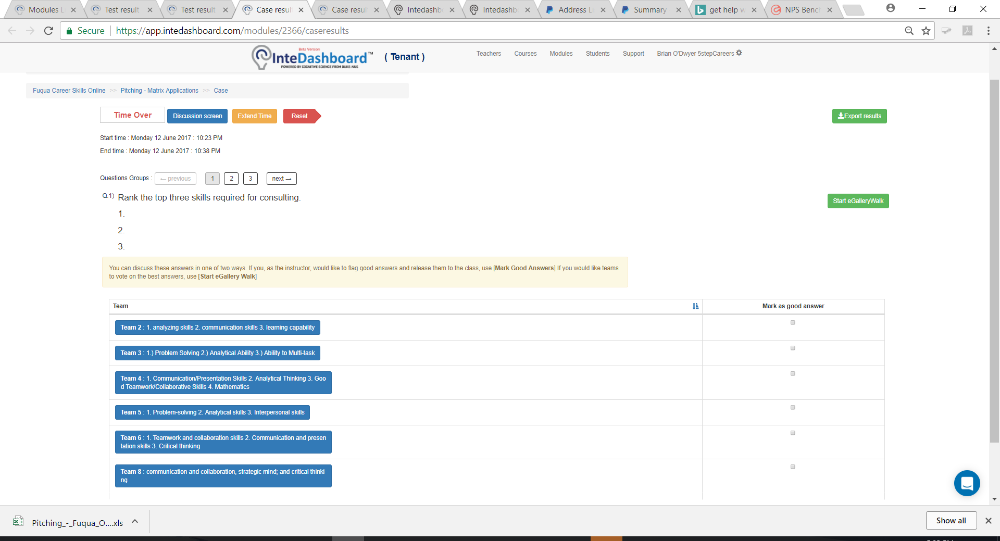 Modules L
Test result
Test result
Case resul
Case resul
Intedashb
Intedashb
Address Li
Summary
get help w
NPS Benc
Secure
https://app.intedashboard.com/modules/2366/caseresults
Beta Version
InteDashboard™
POWERED BY COGNITIVE SCIENCE FROM DUKE-NUS
( Tenant )
Teachers Courses Modules Students Support Brian O'Dwyer 5stepCareers
Fuqua Career Skills Online >> Pitching - Matrix Applications >> Case
Time Over
Discussion screen
Extend Time
Reset
Export results
Start time : Monday 12 June 2017 : 10:23 PM
End time : Monday 12 June 2017 : 10:38 PM
Questions Groups : ← previous 1 2 3 next →
Q.1) Rank the top three skills required for consulting.
Start eGalleryWalk
1.
2.
3.
You can discuss these answers in one of two ways. If you, as the instructor, would like to flag good answers and release them to the class, use [Mark Good Answers] If you would like teams
to vote on the best answers, use [Start eGallery Walk]
Team
Mark as good answer
Team 2 : 1. analyzing skills 2. communication skills 3. learning capability
Team 3 : 1.) Problem Solving 2.) Analytical Ability 3.) Ability to Multi-task
Team 4 : 1. Communication/Presentation Skills 2. Analytical Thinking 3. Goo
d Teamwork/Collaborative Skills 4. Mathematics
Team 5 : 1. Problem-solving 2. Analytical skills 3. Interpersonal skills
Team 6 : 1. Teamwork and collaboration skills 2. Communication and presen
tation skills 3. Critical thinking
Team 8 : communication and collaboration, strategic mind; and critical thinki
ng
Pitching_-_Fuqua_O....xls
Show all